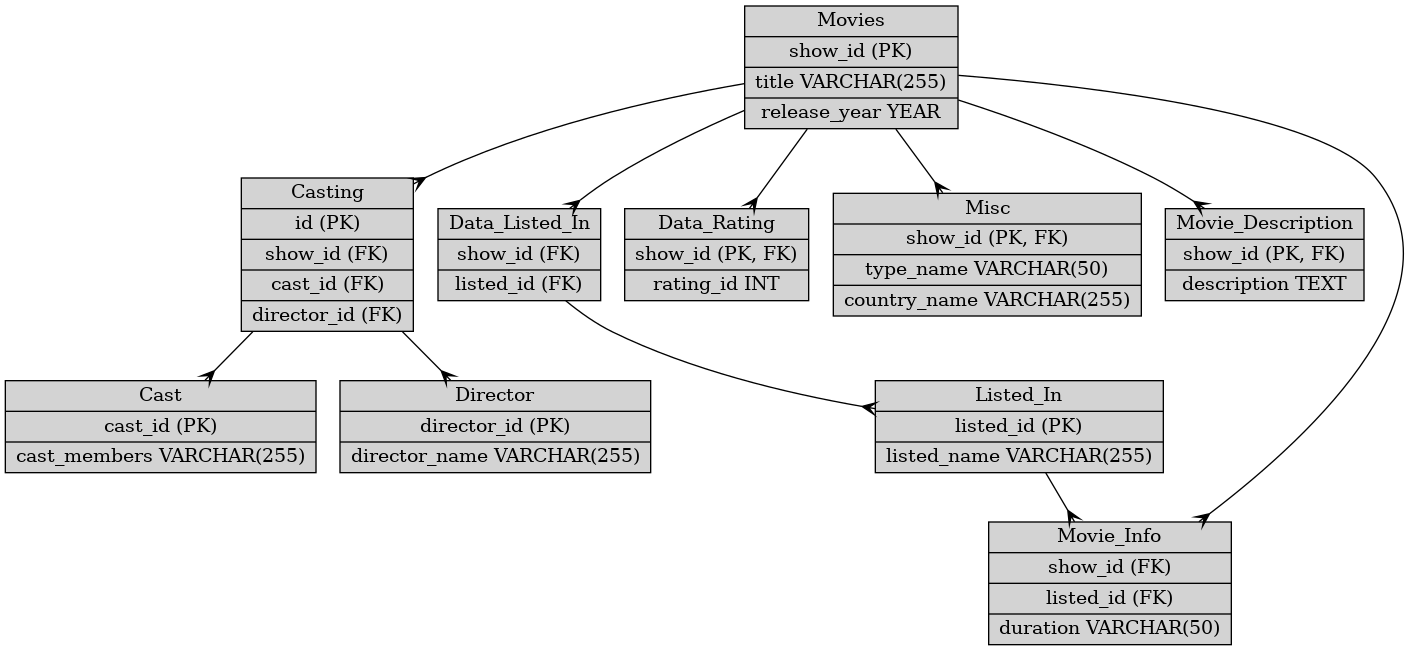 Movies
show_id (PK)
title VARCHAR(255)
release_year YEAR
Casting
id (PK)
show_id (FK)
cast_id (FK)
director_id (FK)
Data_Listed_In
show_id (FK)
listed_id (FK)
Data_Rating
show_id (PK, FK)
rating_id INT
Misc
show_id (PK, FK)
type_name VARCHAR(50)
country_name VARCHAR(255)
Movie_Description
show_id (PK, FK)
description TEXT
Cast
cast_id (PK)
cast_members VARCHAR(255)
Director
director_id (PK)
director_name VARCHAR(255)
Listed_In
listed_id (PK)
listed_name VARCHAR(255)
Movie_Info
show_id (FK)
listed_id (FK)
duration VARCHAR(50)